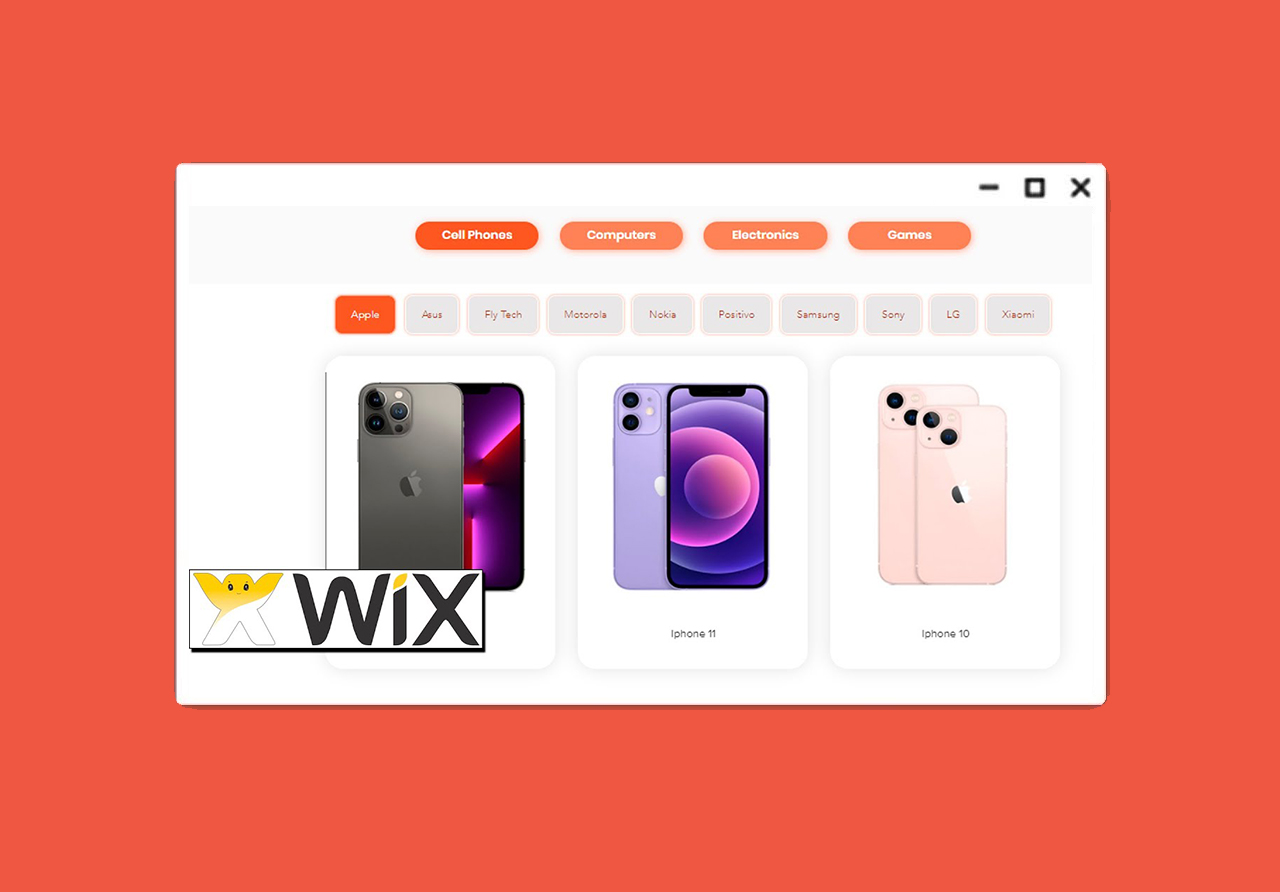 Cell Phones Computers Electronics Games
Apple Asus Fly Tech Motorola Nokia Positivo Samsung Sony LG Xiaomi
Iphone 11 Iphone 10
WiX